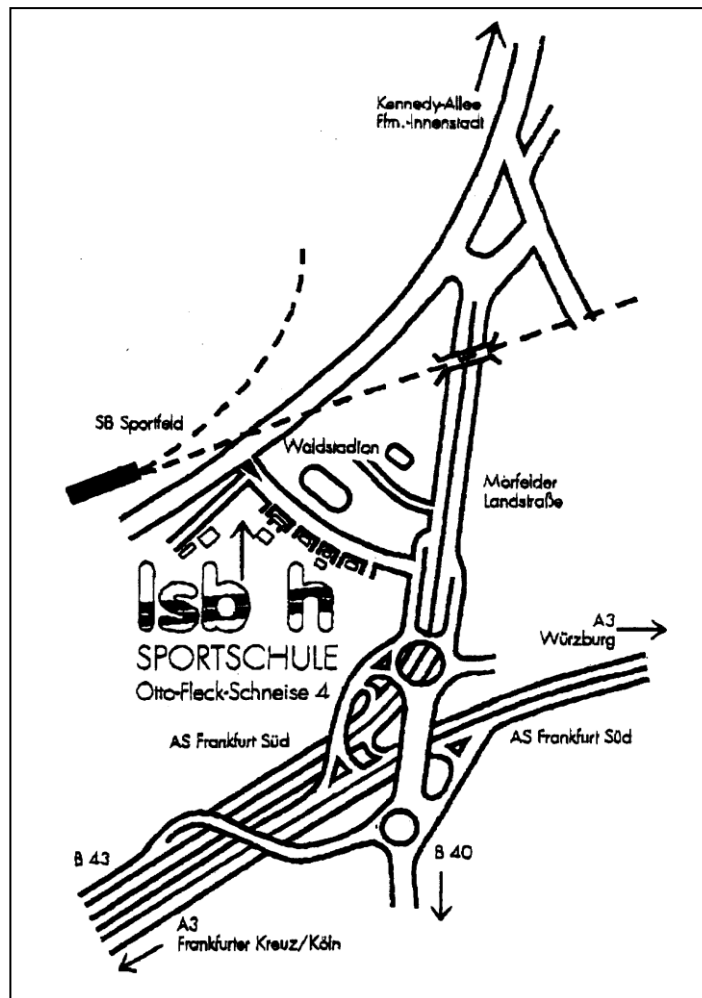 Kennedy-Allee
Ffm.-Innenstadt
SB Sportfeld
Waldstadion
Mörfelder
Landstraße
lsb h
SPORTSCHULE
Otto-Fleck-Schneise 4
A3
Würzburg
AS Frankfurt Süd
AS Frankfurt Süd
B 43
B 40
A3
Frankfurter Kreuz/Köln